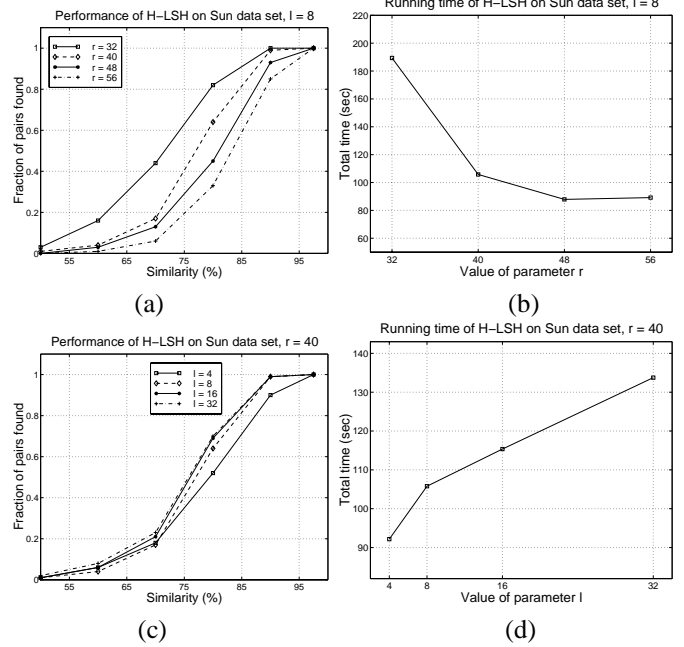 Performance of H−LSH on Sun data set, l = 8
r = 32
r = 40
r = 48
r = 56
1
0.8
0.6
0.4
0.2
0
Fraction of pairs found
55 65 75 85 95
Similarity (%)
(a)
Running time of H−LSH on Sun data set, l = 8
200
180
160
140
120
100
80
60
Total time (sec)
32 40 48 56
Value of parameter r
(b)
Performance of H−LSH on Sun data set, r = 40
l = 4
l = 8
l = 16
l = 32
1
0.8
0.6
0.4
0.2
0
Fraction of pairs found
55 65 75 85 95
Similarity (%)
(c)
Running time of H−LSH on Sun data set, r = 40
140
130
120
110
100
90
Total time (sec)
4 8 16 32
Value of parameter l
(d)